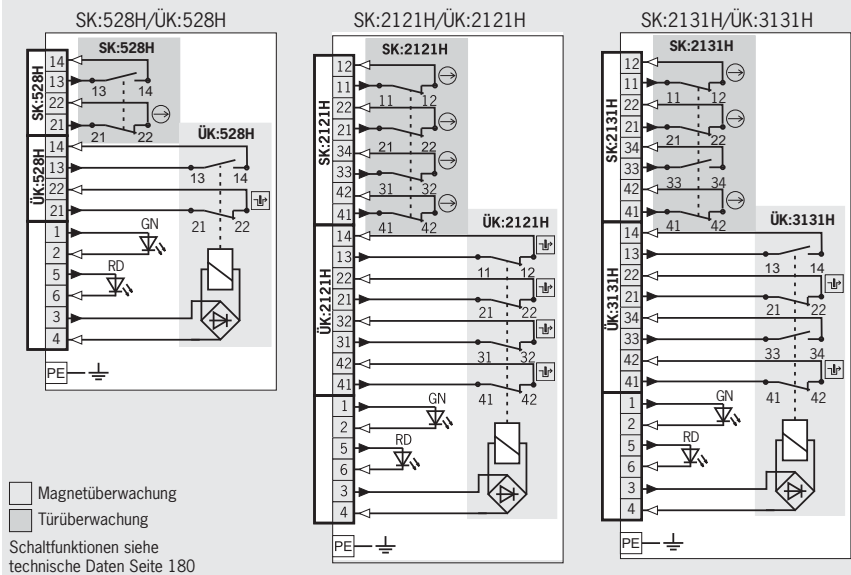 SK:528H/ÜK:528H
SK:528H
SK:528H
14
13
22
21
13 14
21 22
ÜK:528H
ÜK:528H
14
13
22
21
13 14
21 22
1
2
5
6
3
4
GN
RD
PE
SK:2121H/ÜK:2121H
SK:2121H
SK:2121H
12
11
22
21
34
33
42
41
11 12
21 22
31 32
41 42
ÜK:2121H
ÜK:2121H
14
13
22
21
32
31
42
41
11 12
21 22
31 32
41 42
1
2
5
6
3
4
GN
RD
PE
SK:2131H/ÜK:3131H
SK:2131H
SK:2131H
12
11
22
21
34
33
42
41
11 12
21 22
33 34
41 42
ÜK:3131H
ÜK:3131H
14
13
22
21
34
33
42
41
13 14
21 22
33 34
41 42
1
2
5
6
3
4
GN
RD
PE
Magnetüberwachung
Türüberwachung
Schaltfunktionen siehe
technische Daten Seite 180